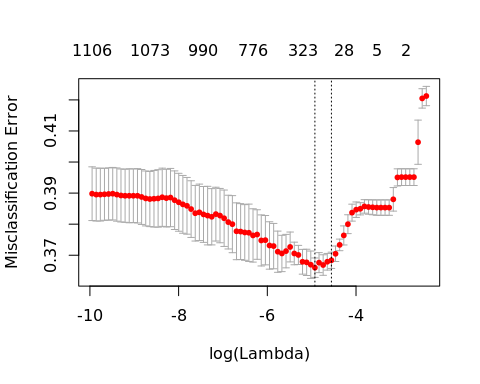 1106 1073 990 776 323 28 5 2
Misclassification Error
0.41
0.39
0.37
-10 -8 -6 -4
log(Lambda)